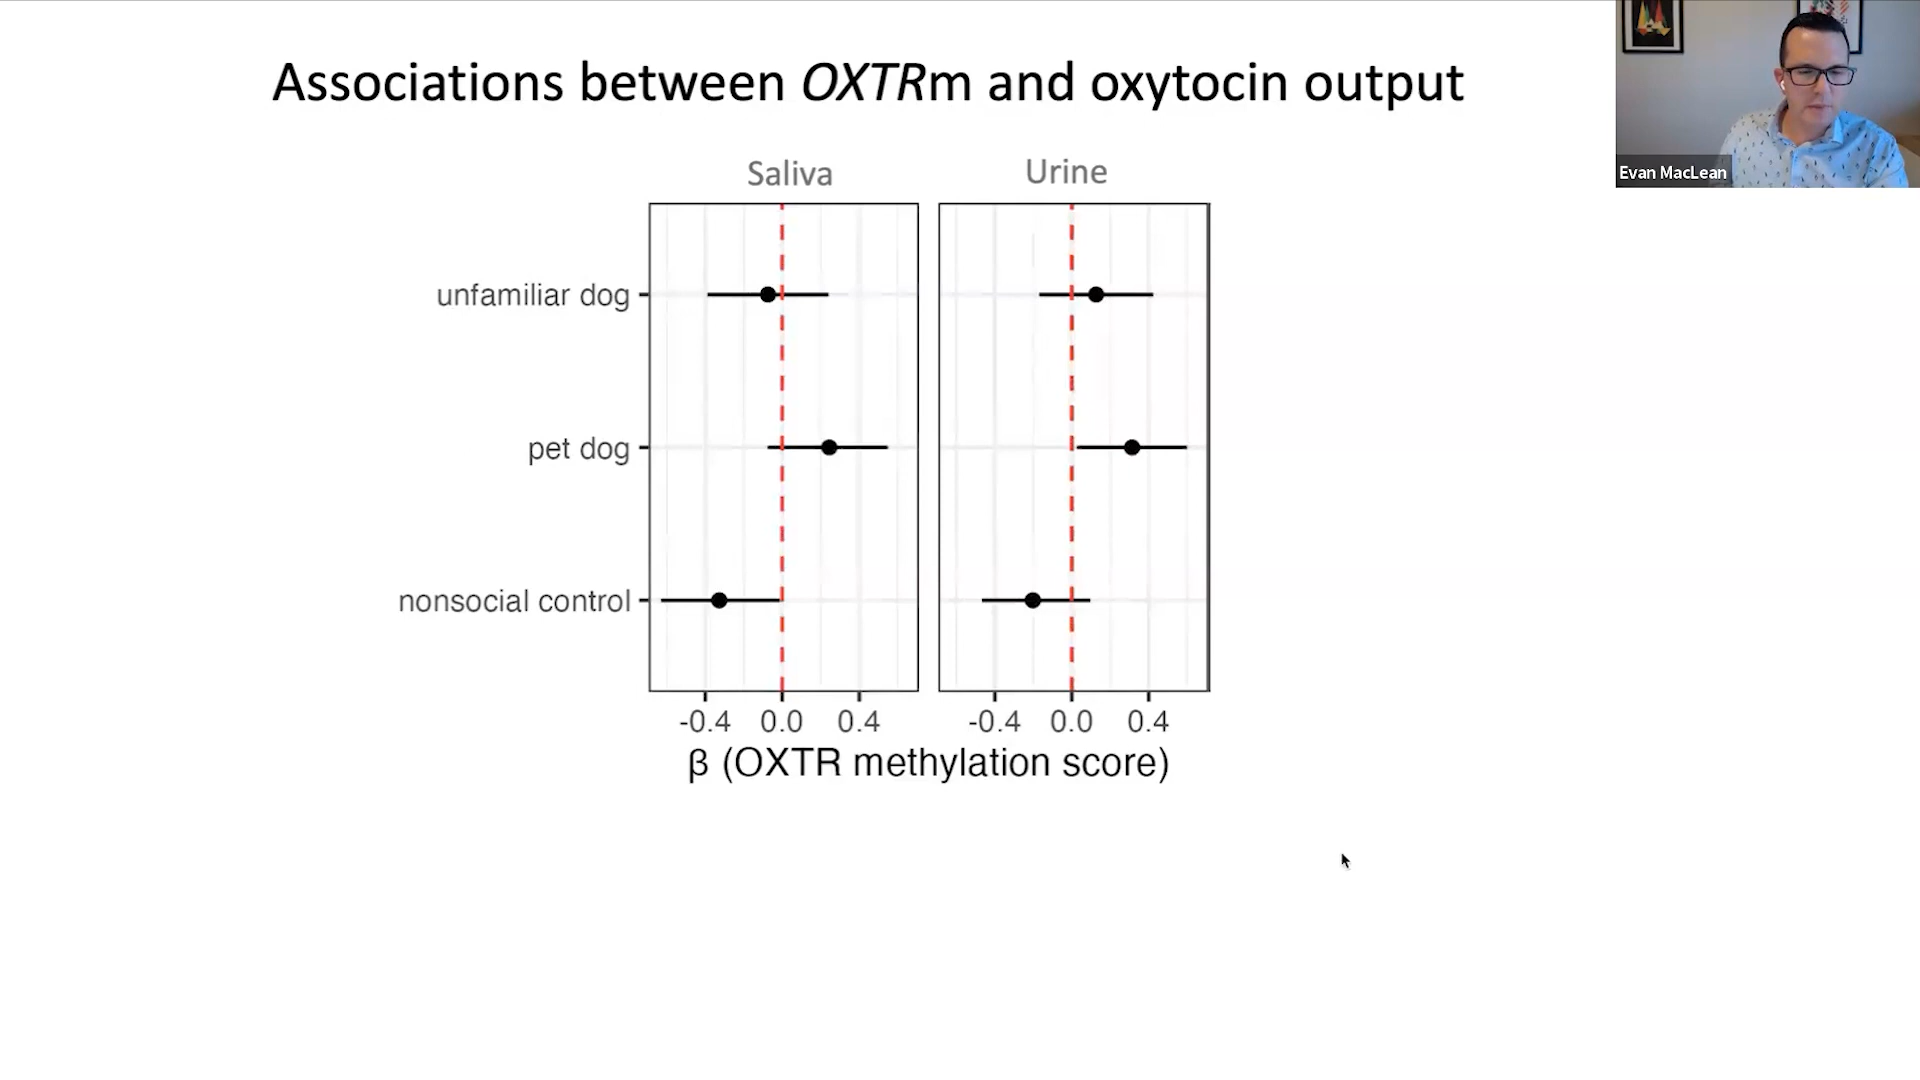 Associations between OXTRm and oxytocin output
Evan MacLean
Saliva
Urine
unfamiliar dog
pet dog
nonsocial control
-0.4 0.0 0.4
-0.4 0.0 0.4
β (OXTR methylation score)